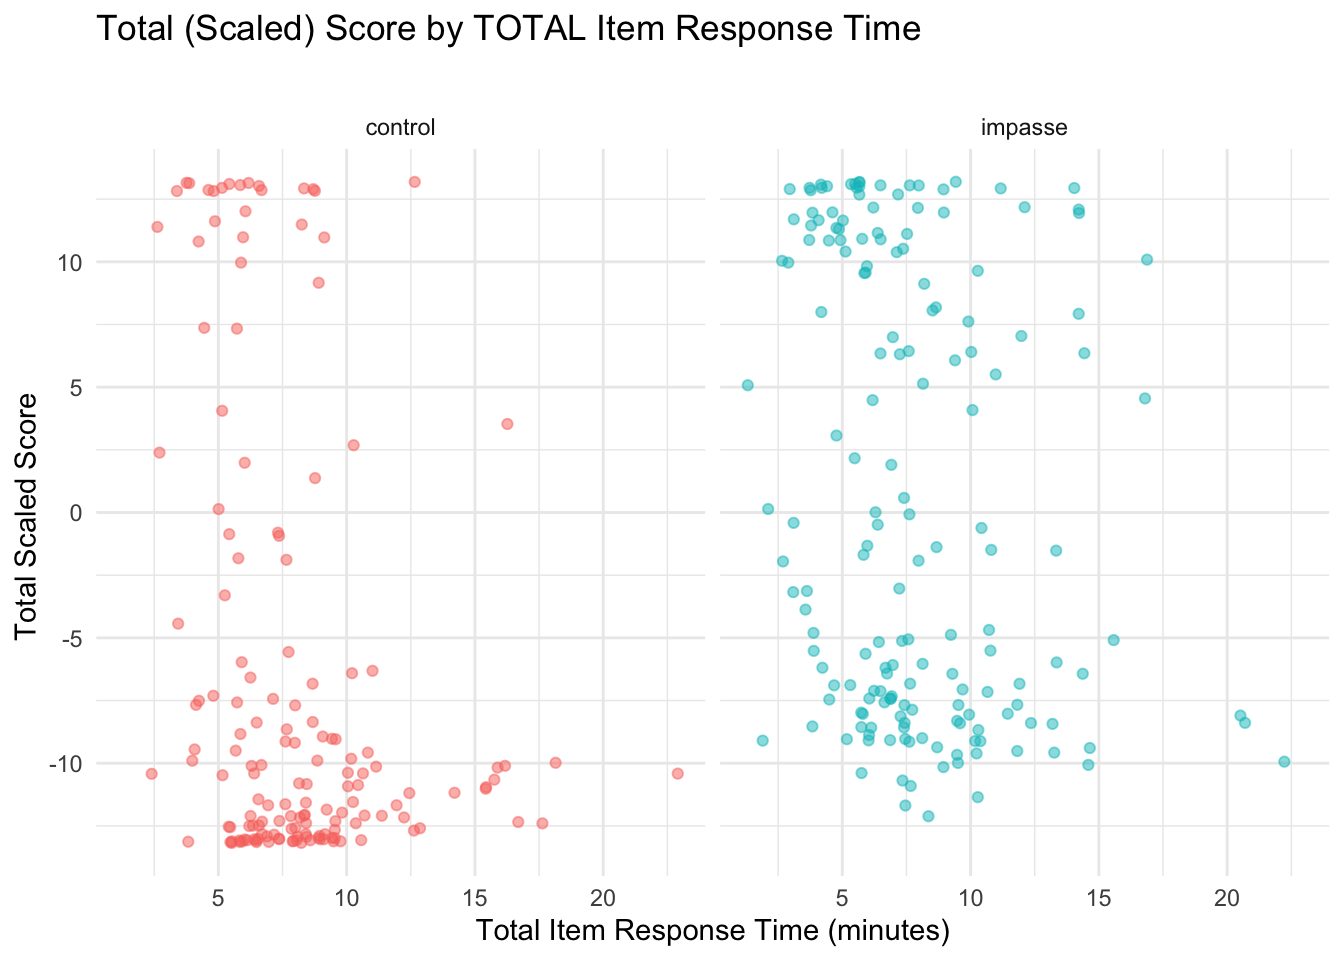 Total (Scaled) Score by TOTAL Item Response Time
control
impasse
10
5
0
-5
-10
Total Scaled Score
5 10 15 20
5 10 15 20
Total Item Response Time (minutes)